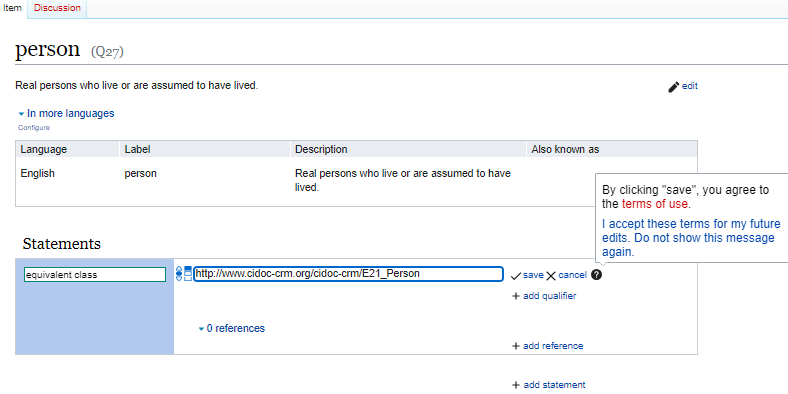 Item Discussion
person (Q27)
Real persons who live or are assumed to have lived.
edit
In more languages
Configure
Language Label Description Also known as
English person Real persons who live or are assumed to have
lived.
By clicking "save", you agree to
the terms of use.
I accept these terms for my future
edits. Do not show this message
again.
Statements
equivalent class http://www.cidoc-crm.org/cidoc-crm/E21_Person save cancel ?
+ add qualifier
0 references
+ add reference
+ add statement